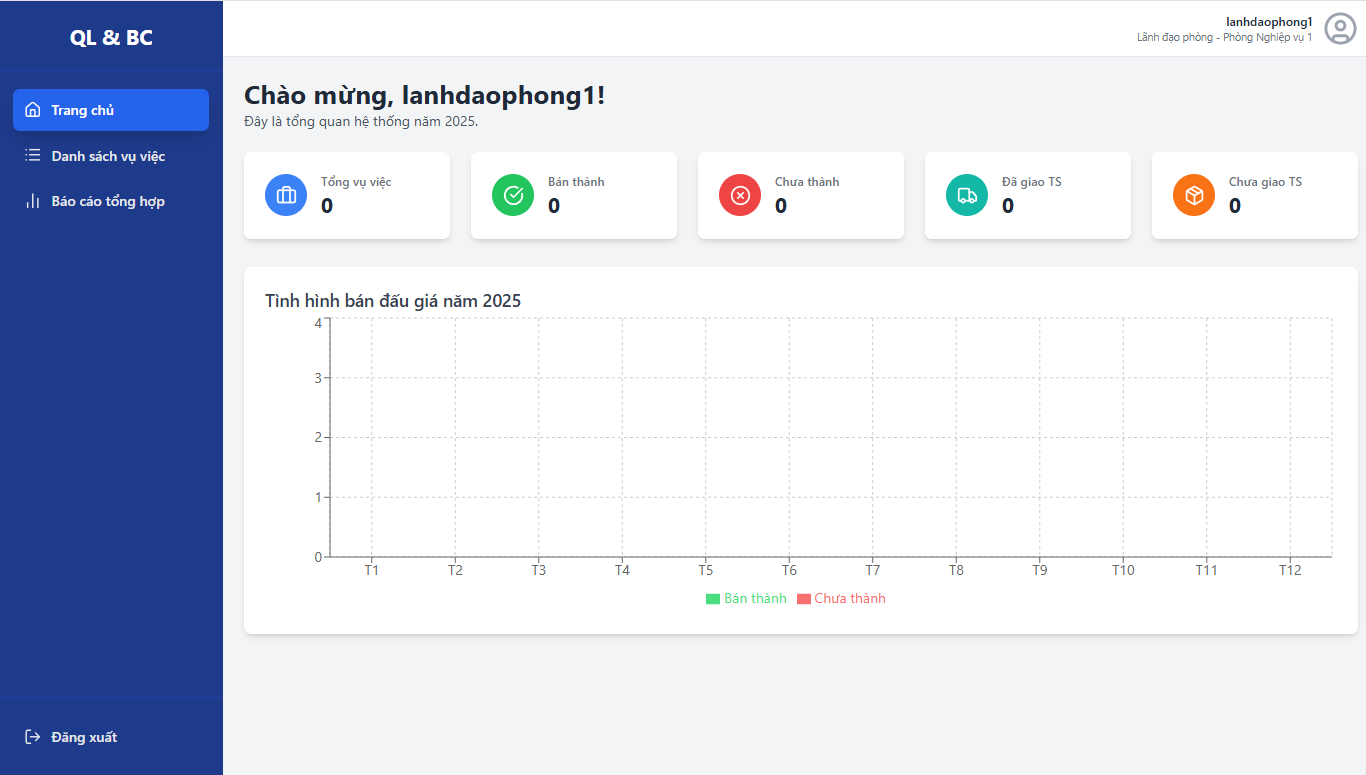 QL & BC
lanhdaophong1
Lãnh đạo phòng - Phòng Nghiệp vụ 1
Trang chủ
Danh sách vụ việc
Báo cáo tổng hợp
Đăng xuất
Chào mừng, lanhdaophong1!
Đây là tổng quan hệ thống năm 2025.
Tổng vụ việc
0
Bán thành
0
Chưa thành
0
Đã giao TS
0
Chưa giao TS
0
Tình hình bán đấu giá năm 2025
4
3
2
1
0
T1 T2 T3 T4 T5 T6 T7 T8 T9 T10 T11 T12
Bán thành Chưa thành